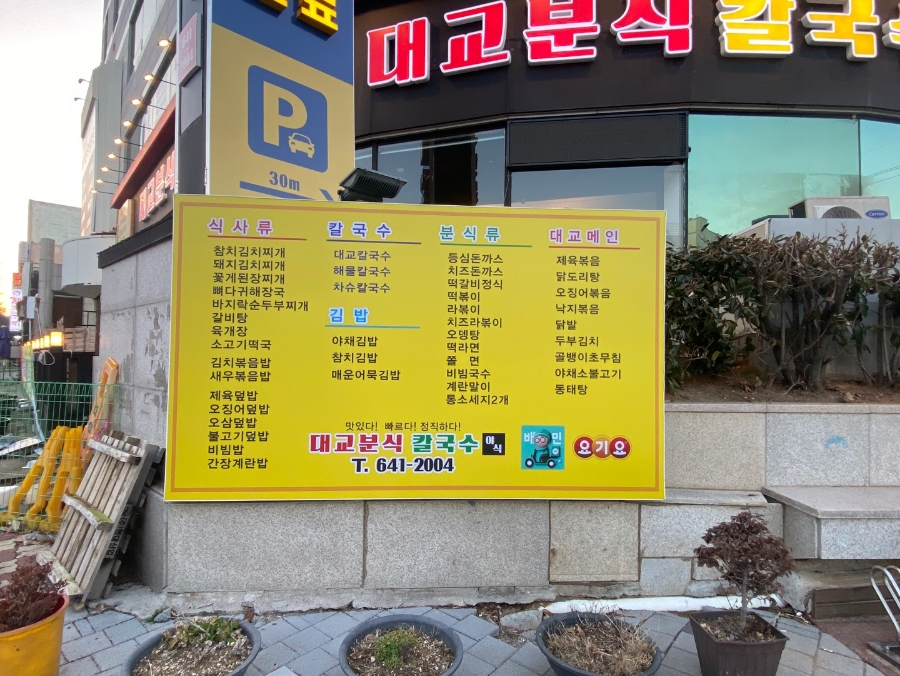 대교분식 칼국수
P
30m
식사류
참치김치찌개
돼지김치찌개
꽃게된장찌개
뼈다귀해장국
바지락순두부찌개
갈비탕
육개장
소고기떡국
김치볶음밥
새우볶음밥
제육덮밥
오징어덮밥
오삼덮밥
불고기덮밥
비빔밥
간장계란밥
칼국수
대교칼국수
해물칼국수
차슈칼국수
김밥
야채김밥
참치김밥
매운어묵김밥
분식류
등심돈까스
치즈돈까스
떡갈비정식
떡볶이
라볶이
치즈라볶이
오뎅탕
떡라면
쫄 면
비빔국수
계란말이
통소세지2개
대교메인
제육볶음
닭도리탕
오징어볶음
낙지볶음
닭발
두부김치
골뱅이초무침
야채소불고기
동태탕
맛있다! 빠르다! 정직하다!
대교분식 칼국수 야식
T. 641-2004
배민
요기요